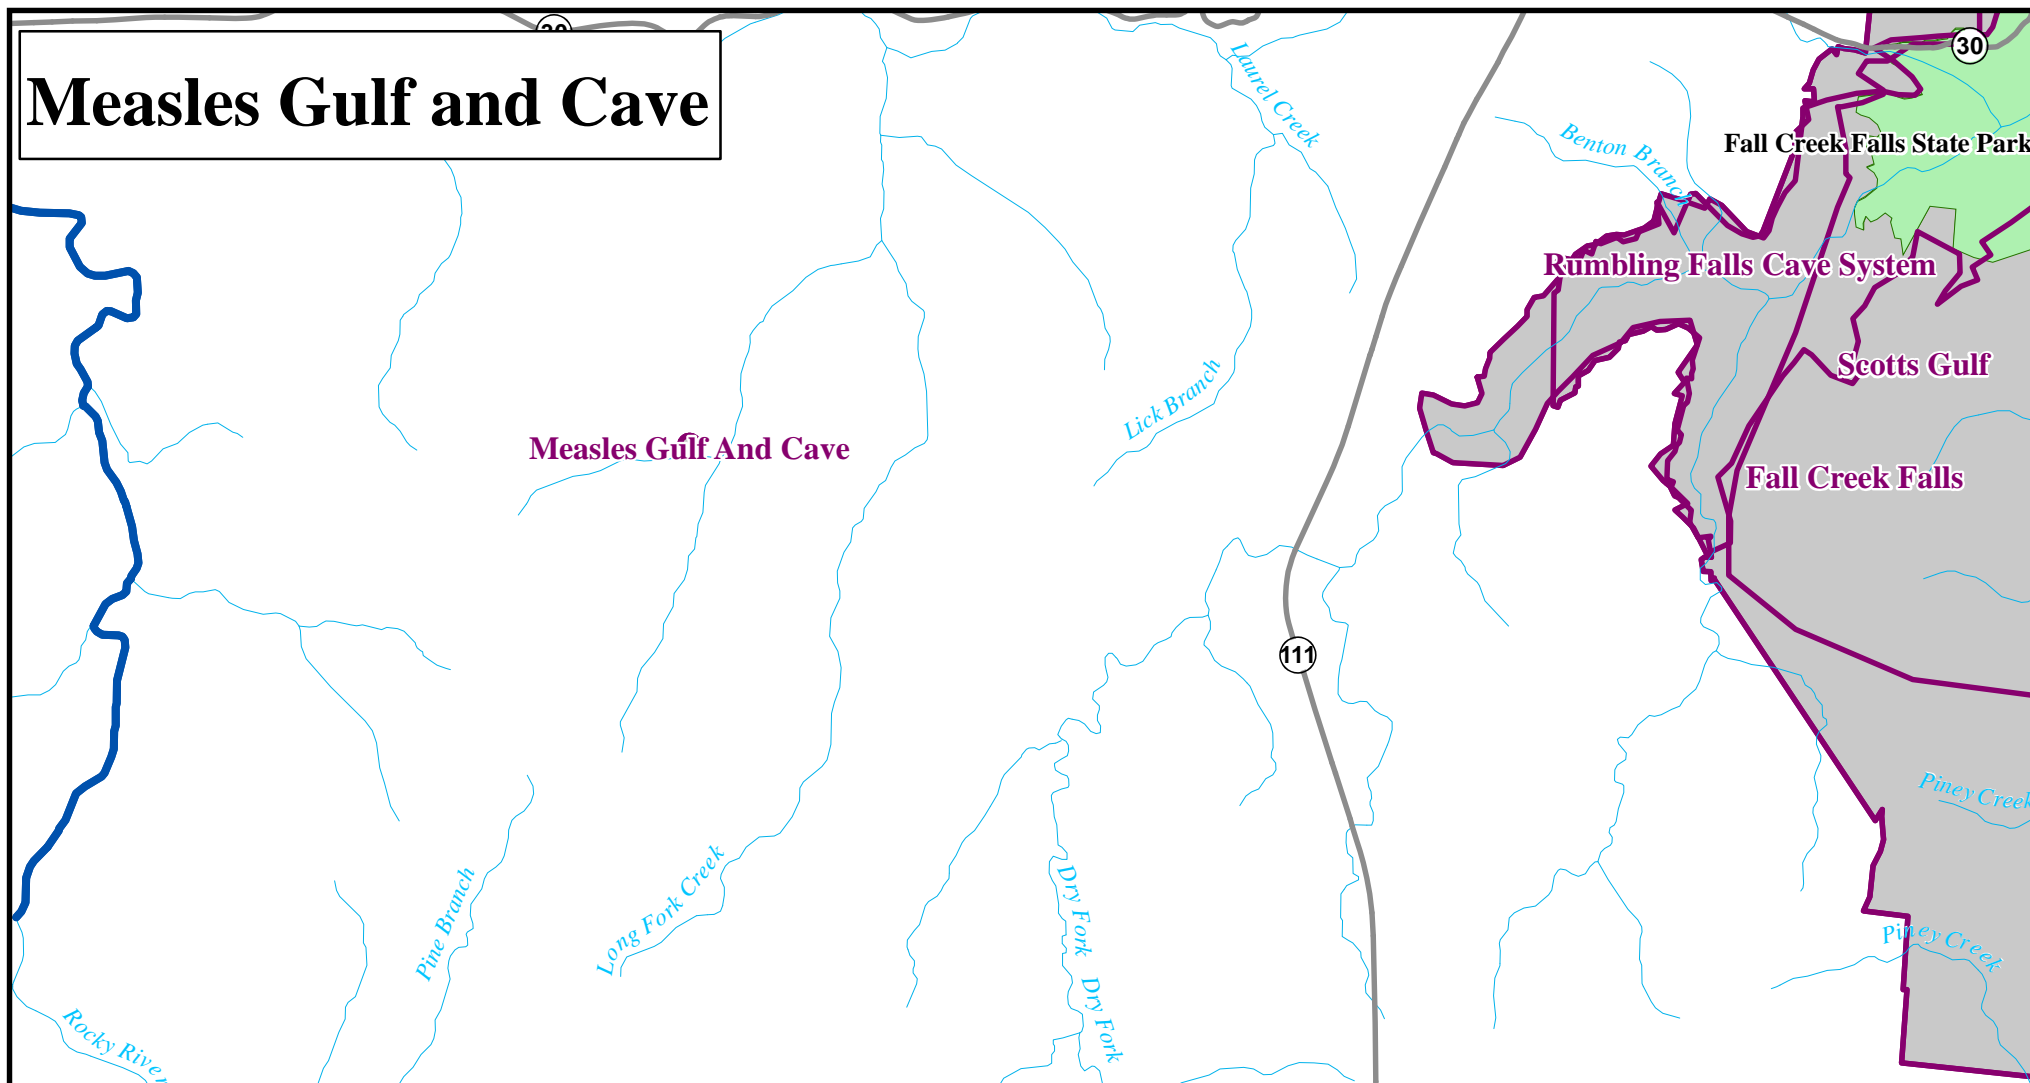 30
Measles Gulf and Cave
Laurel Creek
30
Benton Branch
Fall Creek Falls State Park
Rumbling Falls Cave System
Scotts Gulf
Lick Branch
Measles Gulf And Cave
Fall Creek Falls
111
Piney Creek
Pine Branch
Long Fork Creek
Dry Fork
Piney Creek
Dry Fork
Rocky River